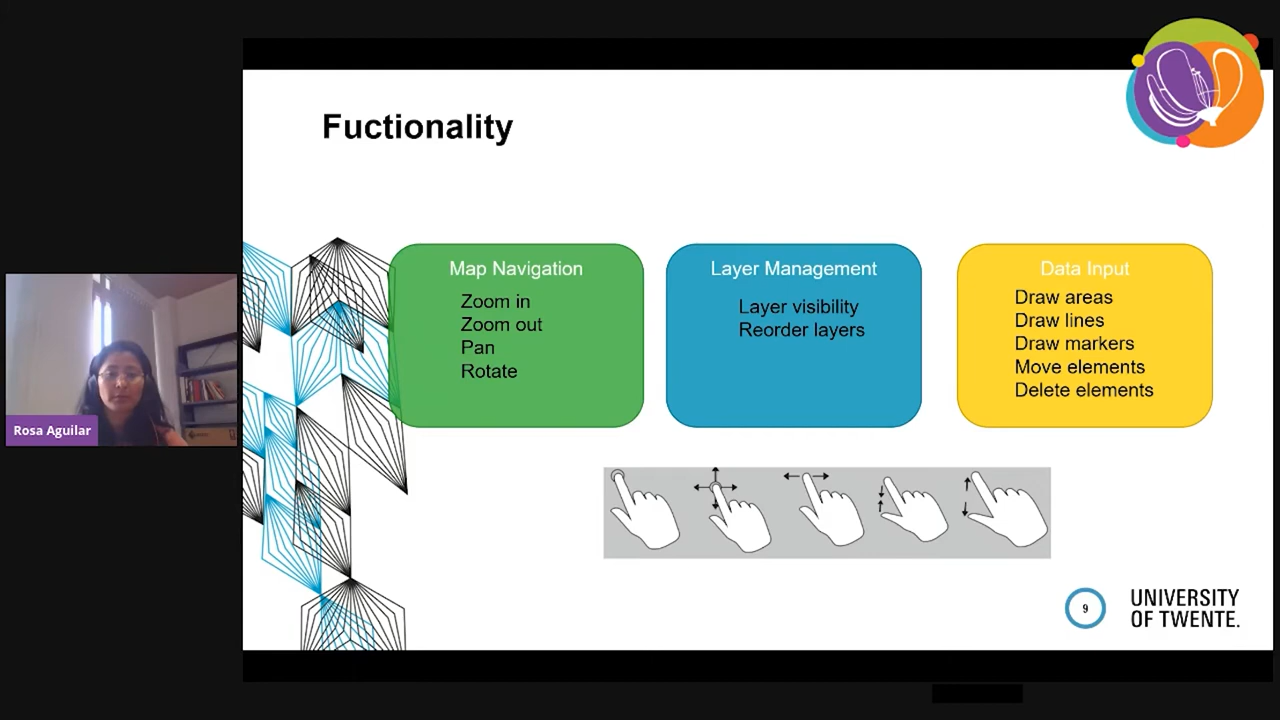 Fuctionality
Map Navigation
Zoom in
Zoom out
Pan
Rotate
Layer Management
Layer visibility
Reorder layers
Data Input
Draw areas
Draw lines
Draw markers
Move elements
Delete elements
Rosa Aguilar
9
UNIVERSITY
OF TWENTE.